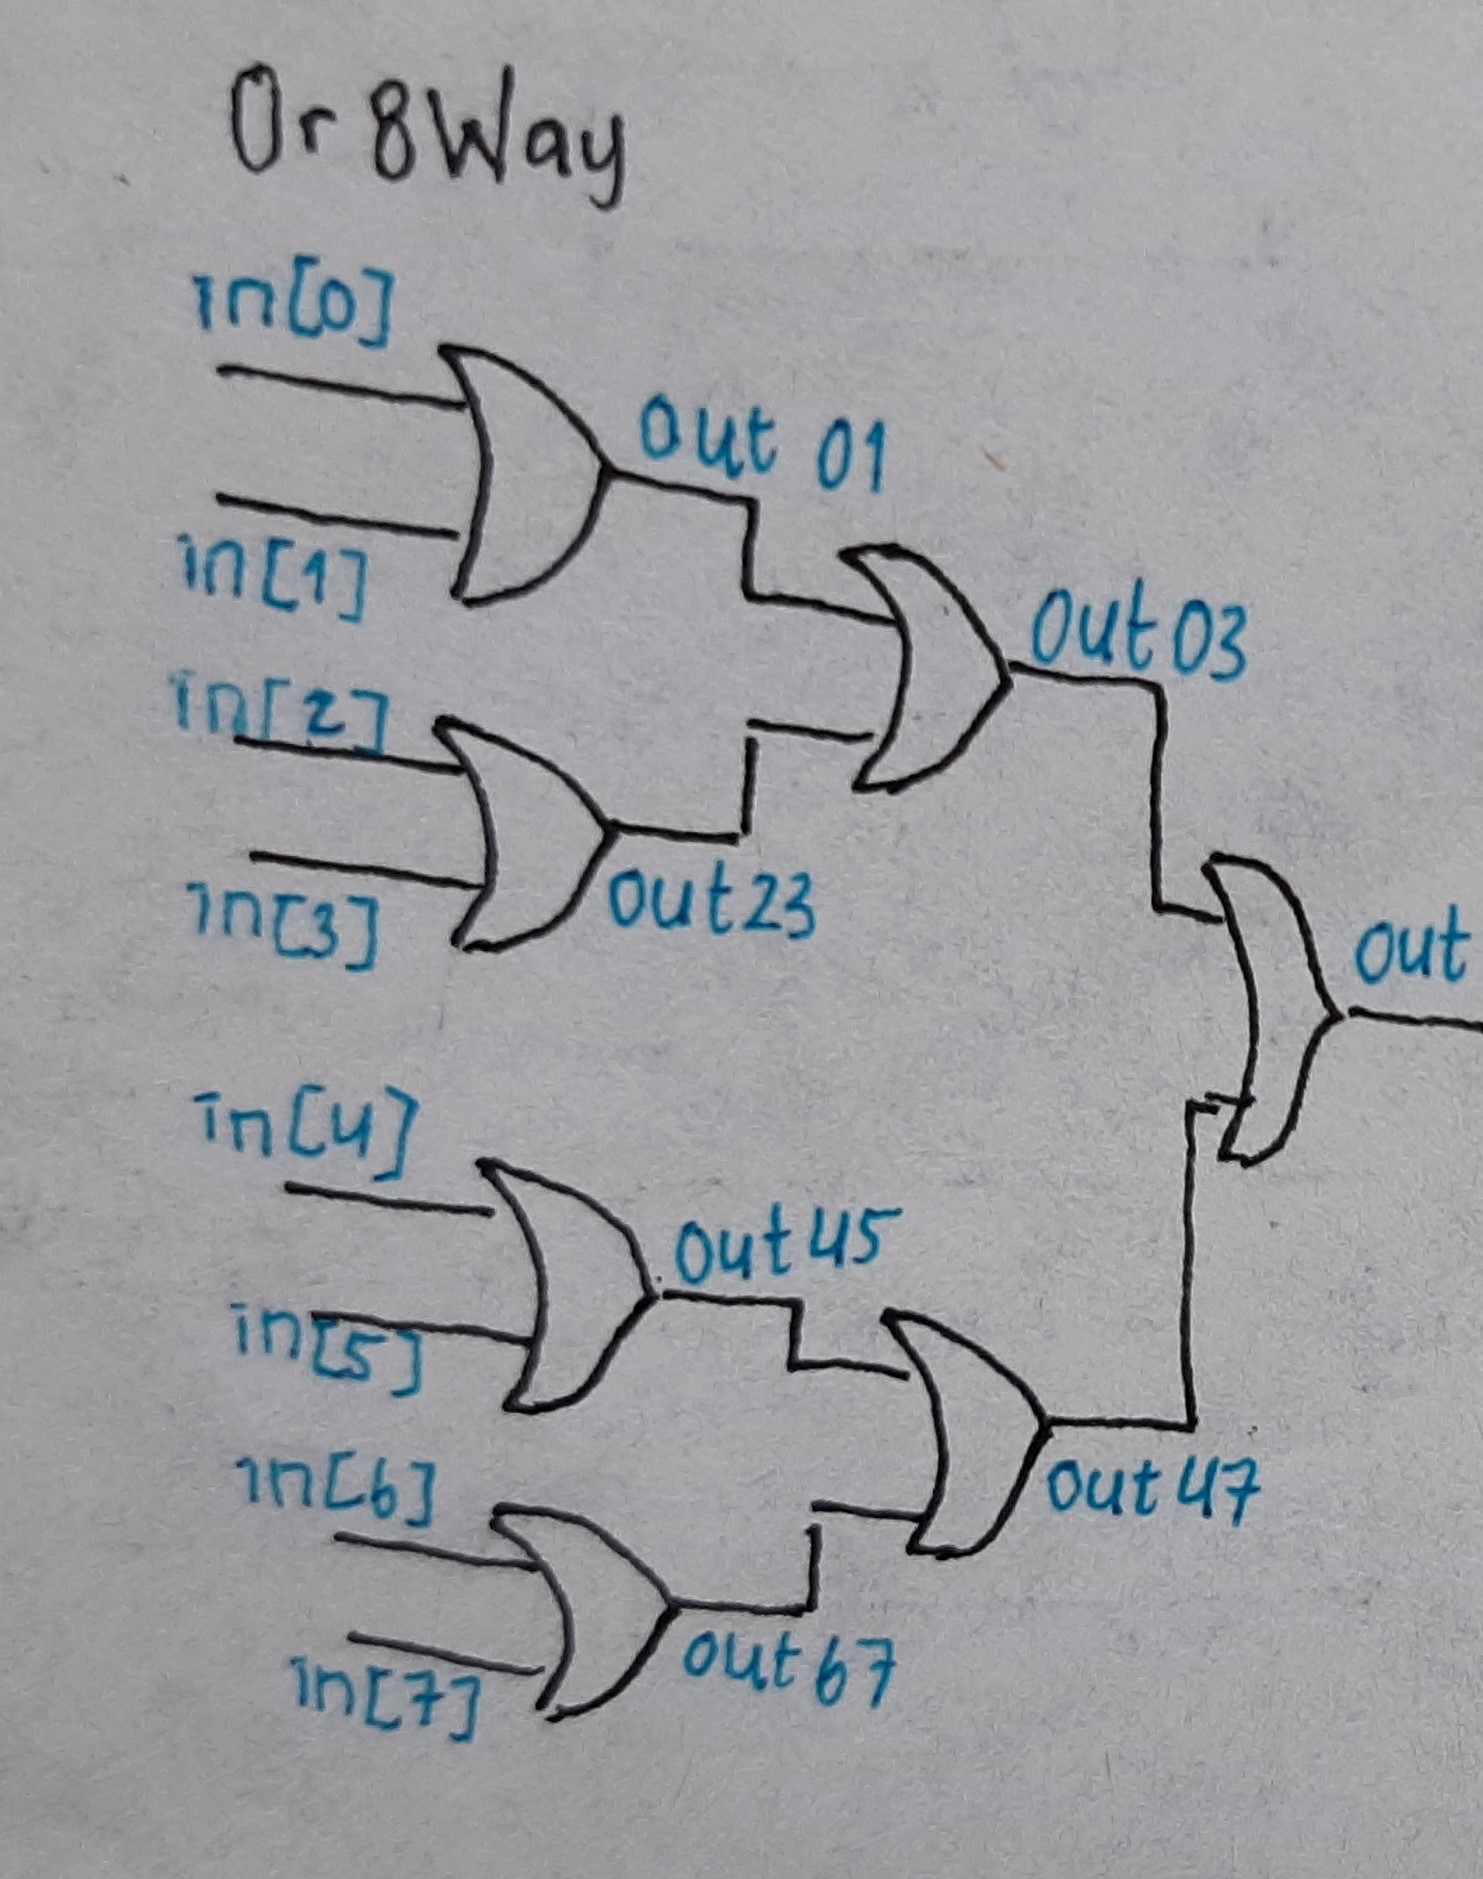 Or 8Way
in[0]
out 01
in[1]
out03
in[2]
in[3]
out23
out
in[4]
out45
in[5]
in[6]
out47
in[7]
out67